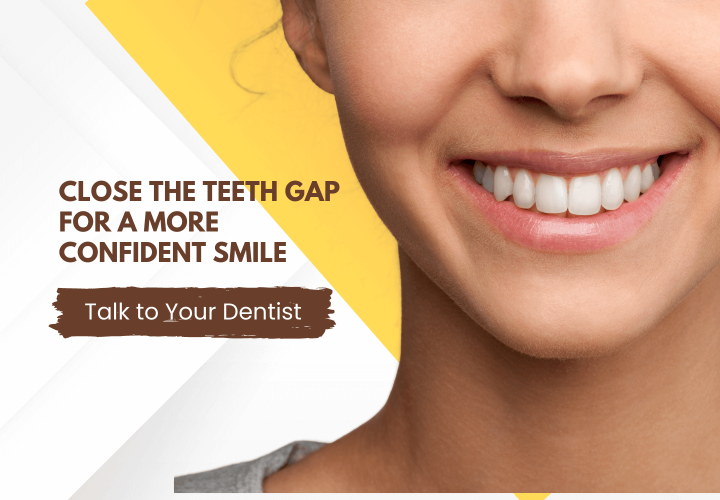 CLOSE THE TEETH GAP
FOR A MORE
CONFIDENT SMILE
Talk to Your Dentist